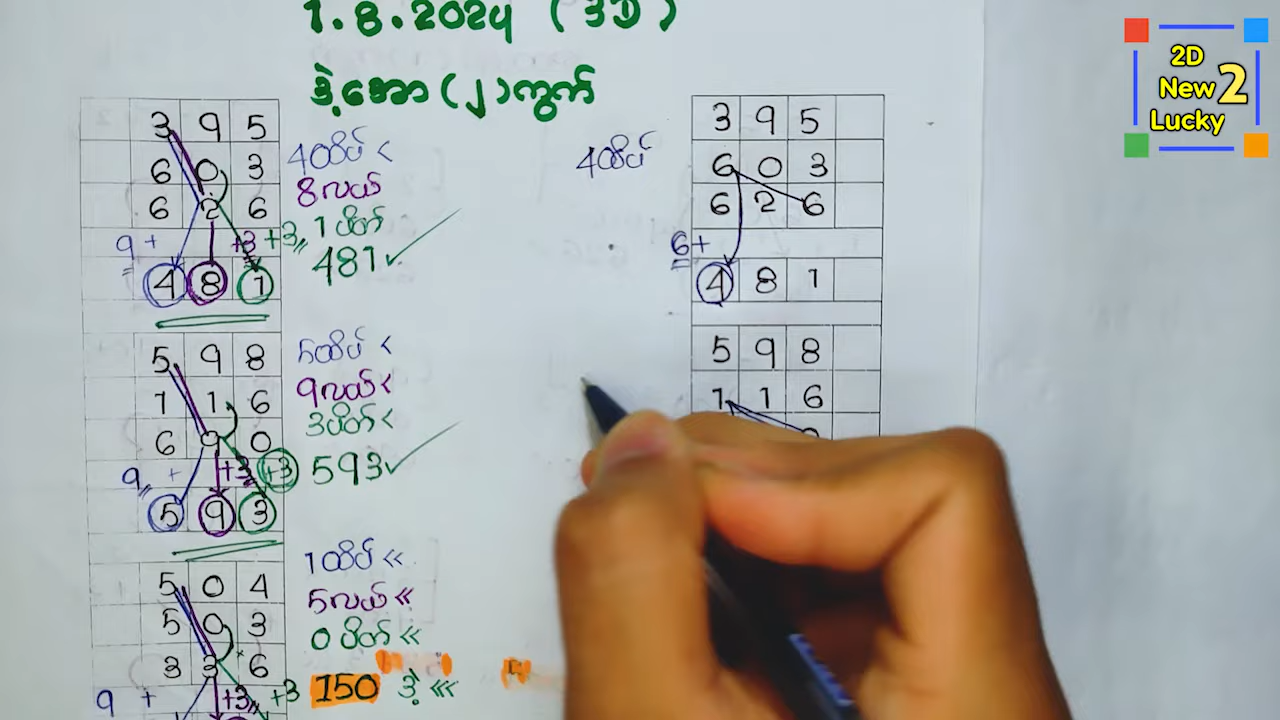 1.8.2024 (3D)
ဒဲ့အော (၂) ကွက်
3 9 5
6 0 3
6 2 6
9 + +3 +3
4 8 1
4ထိပ် <
8လယ်
1ပိတ်
481 ✓
5 9 8
1 1 6
6 9 0
9 + +3 +3
5 9 3
5ထိပ် <
9လယ် <
3ပိတ် <
593 ✓
5 0 4
5 0 3
3 3 6
9 + +3 +3
1ထိပ် <<
5လယ် <<
0ပိတ် <<
150 ဒဲ့ <<<
4ထိပ်
3 9 5
6 0 3
6 2 6
6+
4 8 1
5 9 8
1 1 6
2D
New 2
Lucky